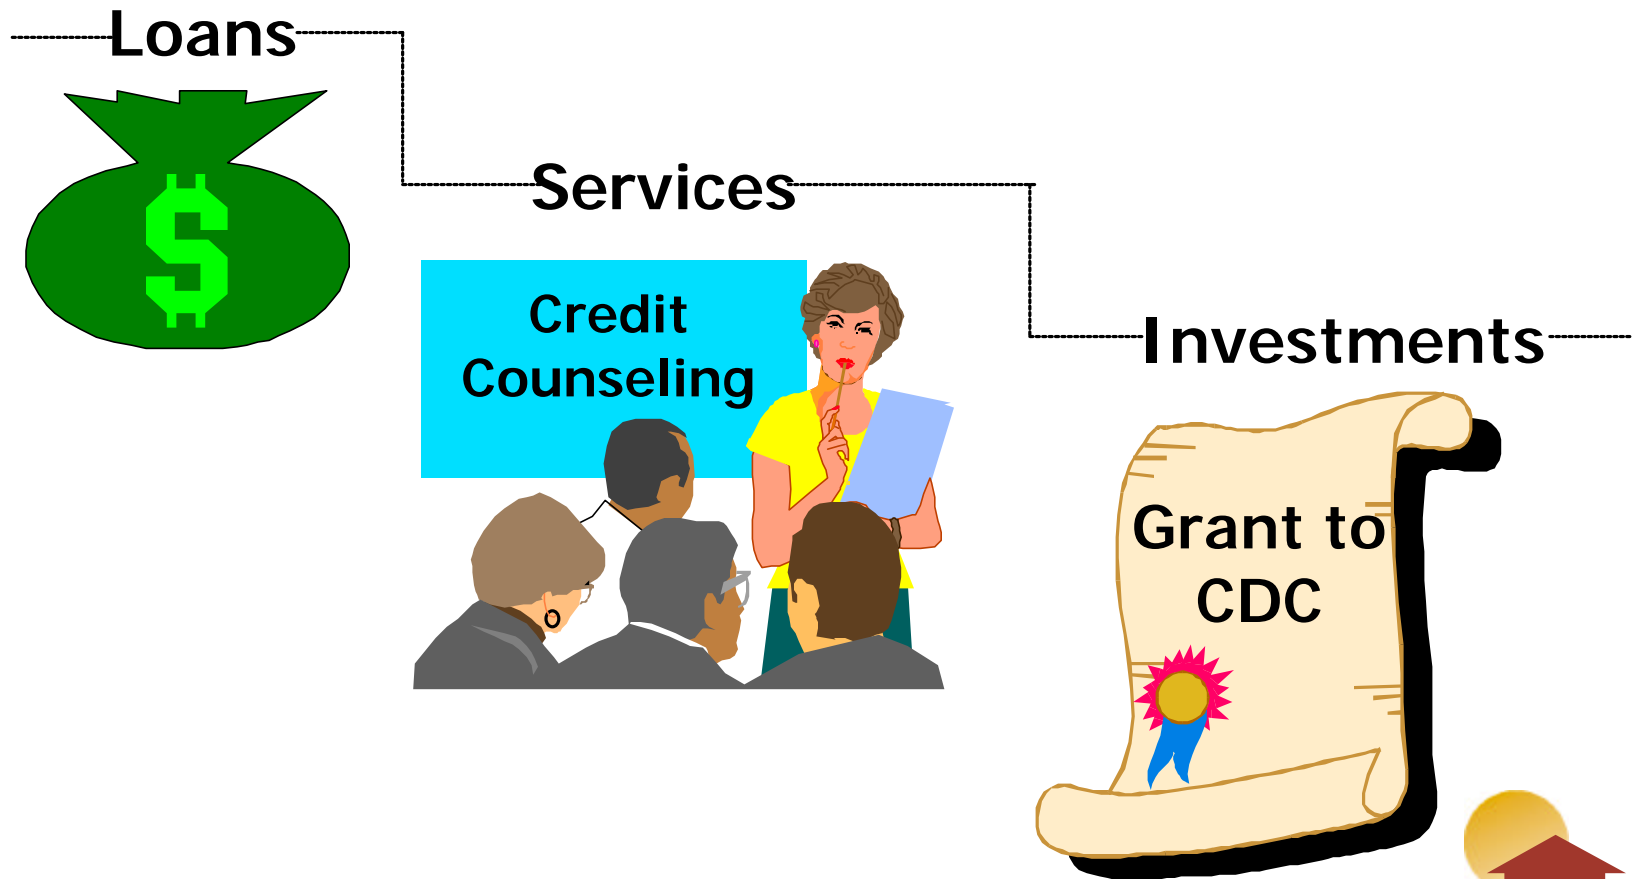 Loans
$
Services
Credit
Counseling
Investments
Grant to
CDC